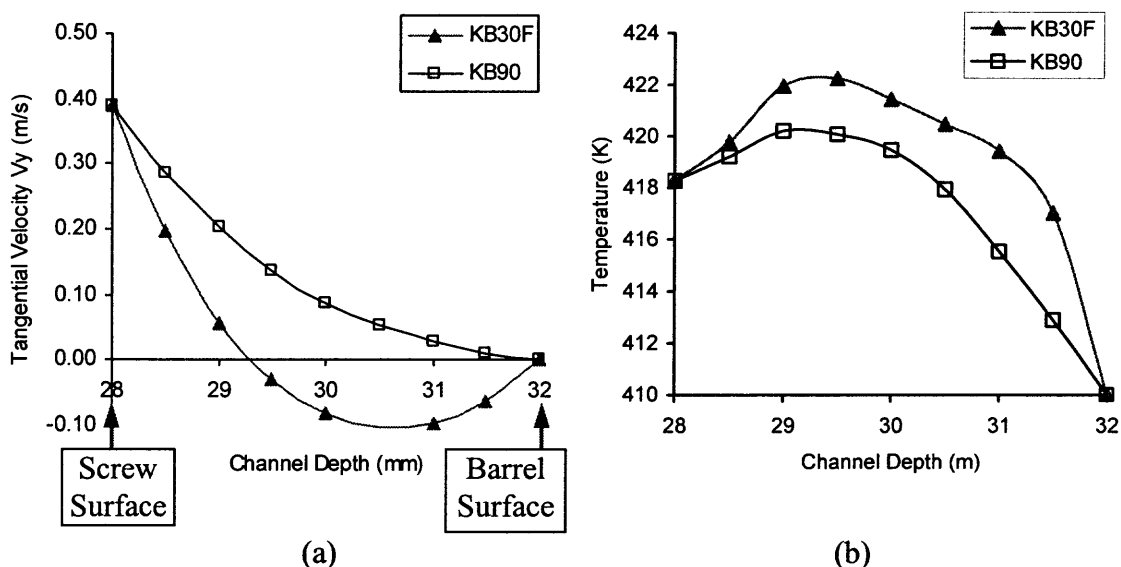 0.50
0.40
0.30
0.20
0.10
0.00
-0.10
28
29
30
31
32
Tangential Velocity Vy (m/s)
Channel Depth (mm)
KB30F
KB90
Screw
Surface
Barrel
Surface
(a)
424
422
420
418
416
414
412
410
28
29
30
31
32
Temperature (K)
Channel Depth (m)
KB30F
KB90
(b)